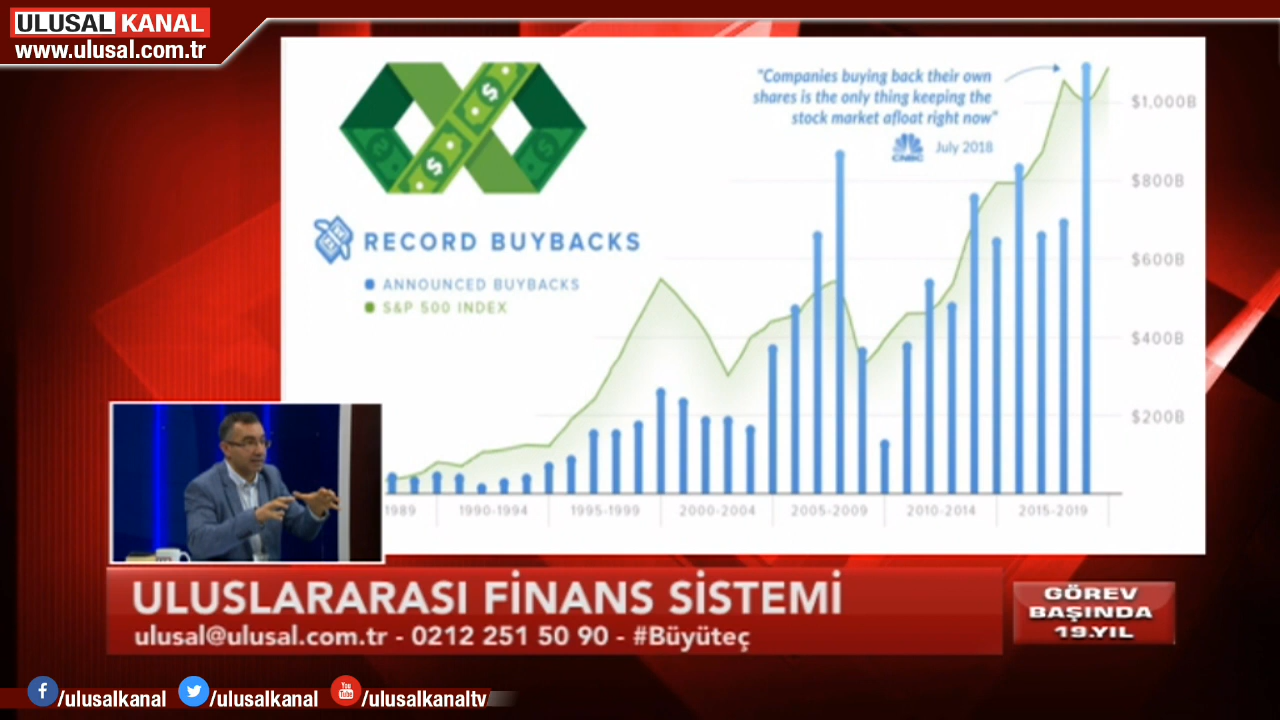 ULUSAL KANAL
www.ulusal.com.tr
"Companies buying back their own
shares is the only thing keeping the
stock market afloat right now"
CNBC July 2018
RECORD BUYBACKS
ANNOUNCED BUYBACKS
S&P 500 INDEX
$1,000B
$800B
$600B
$400B
$200B
1989 1990-1994 1995-1999 2000-2004 2005-2009 2010-2014 2015-2019
ULUSLARARASI FİNANS SİSTEMİ
ulusal@ulusal.com.tr - 0212 251 50 90 - #Büyüteç
GÖREV
BAŞINDA
19.YIL
/ulusalkanal /ulusalkanal You Tube /ulusalkanaltv